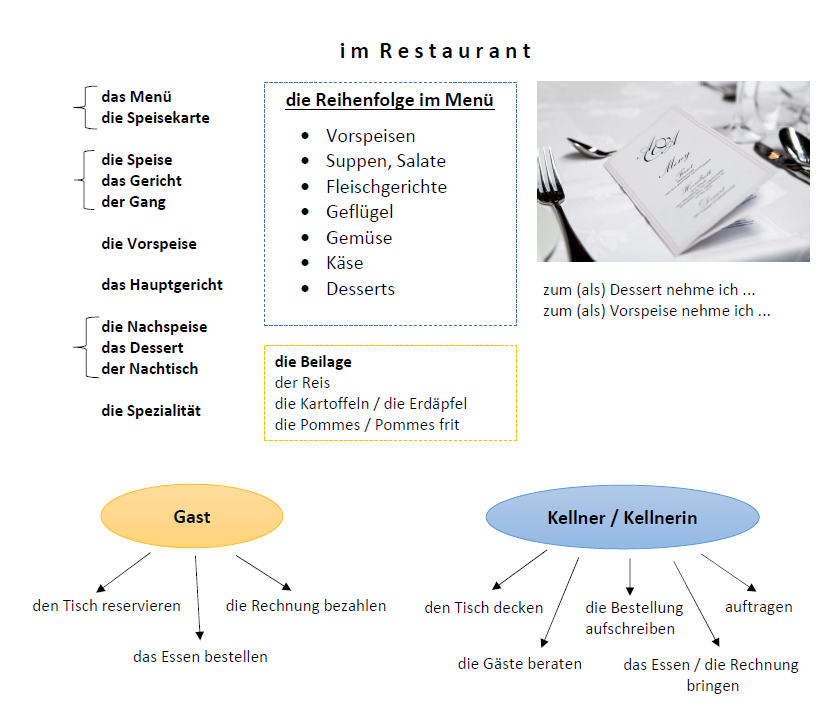 im Restaurant
das Menü
die Speisekarte
die Speise
das Gericht
der Gang
die Vorspeise
das Hauptgericht
die Nachspeise
das Dessert
der Nachtisch
die Spezialität
die Reihenfolge im Menü
• Vorspeisen
• Suppen, Salate
• Fleischgerichte
• Geflügel
• Gemüse
• Käse
• Desserts
die Beilage
der Reis
die Kartoffeln / die Erdäpfel
die Pommes / Pommes frit
zum (als) Dessert nehme ich ...
zum (als) Vorspeise nehme ich ...
Gast
den Tisch reservieren
die Rechnung bezahlen
das Essen bestellen
Kellner / Kellnerin
den Tisch decken
die Bestellung
aufschreiben
auftragen
die Gäste beraten
das Essen / die Rechnung
bringen